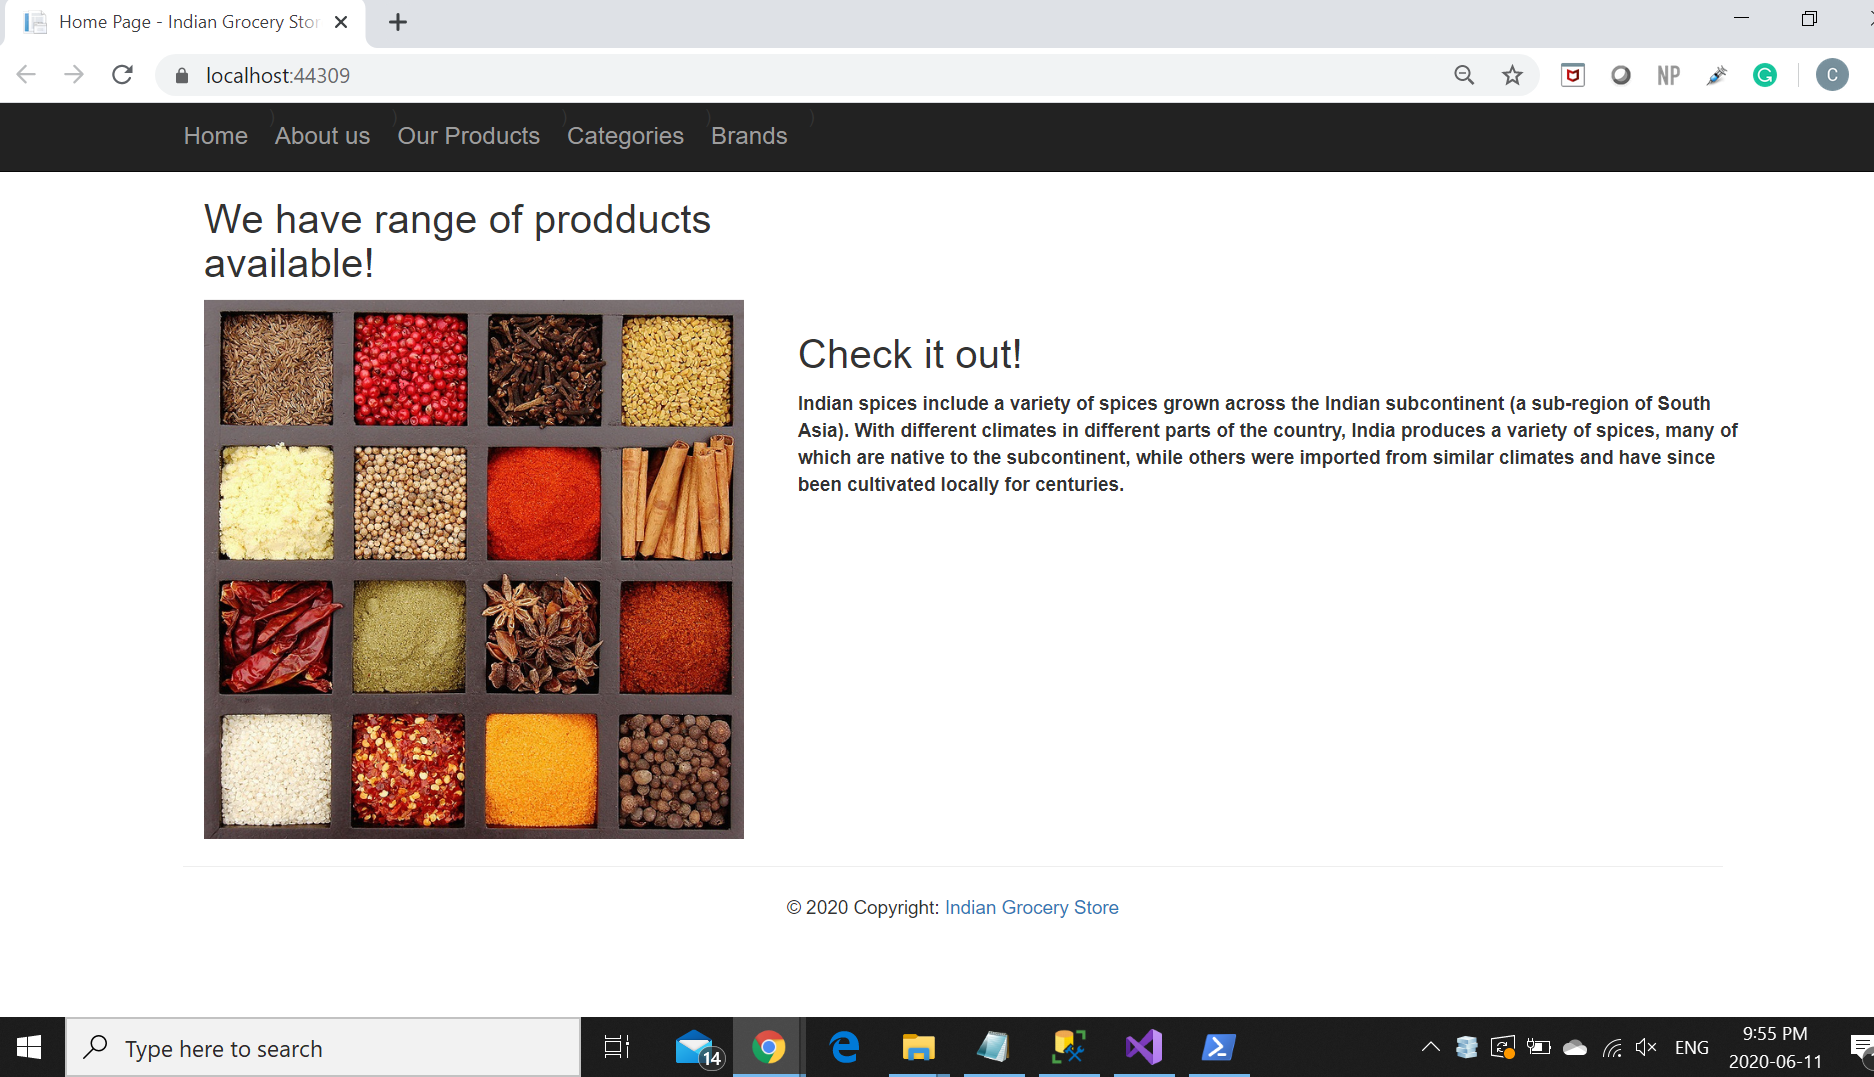 Home Page - Indian Grocery Stor
localhost:44309
NP
G
C
Home ) About us ) Our Products ) Categories ) Brands )
We have range of prodducts
available!
Check it out!
Indian spices include a variety of spices grown across the Indian subcontinent (a sub-region of South
Asia). With different climates in different parts of the country, India produces a variety of spices, many of
which are native to the subcontinent, while others were imported from similar climates and have since
been cultivated locally for centuries.
© 2020 Copyright: Indian Grocery Store
Type here to search
14
ENG
9:55 PM
2020-06-11